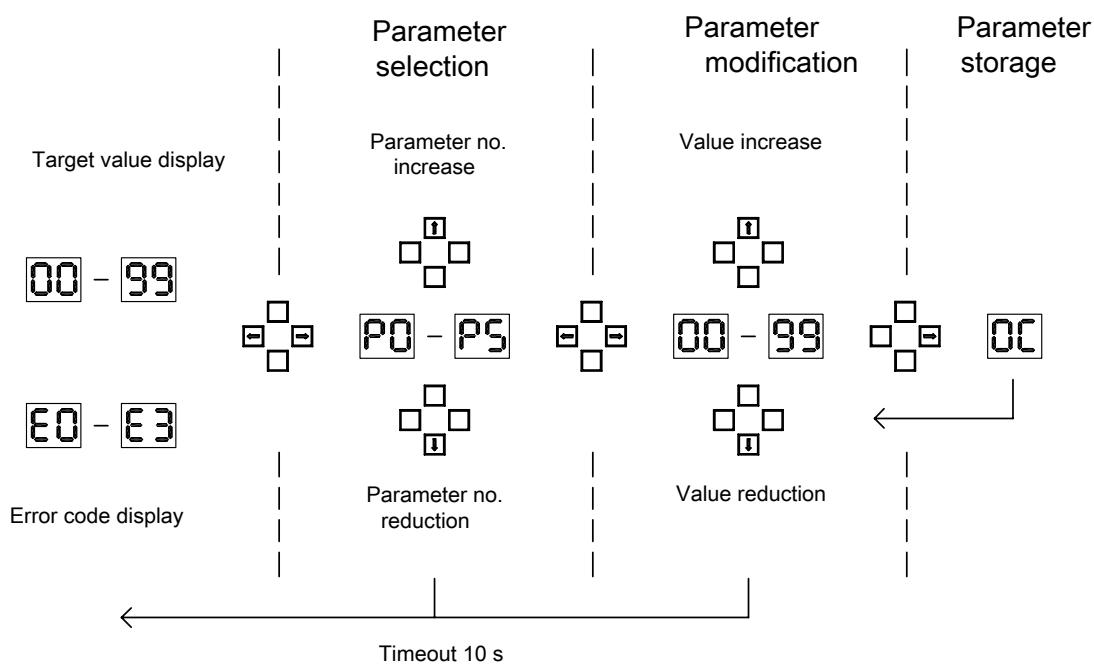 Parameter
selection
Parameter
modification
Parameter
storage
Target value display
Parameter no.
increase
Value increase
00 – 99
P0 – P5
00 – 99
0C
E0 – E3
Error code display
Parameter no.
reduction
Value reduction
Timeout 10 s